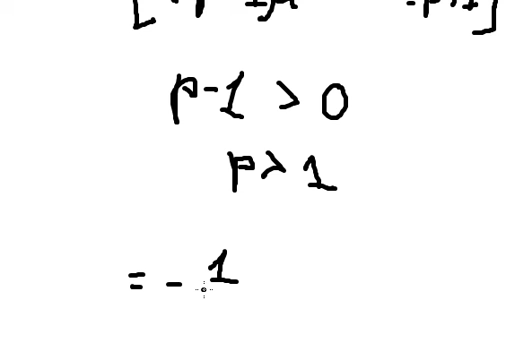 p-1 > 0
p > 1
= - 1